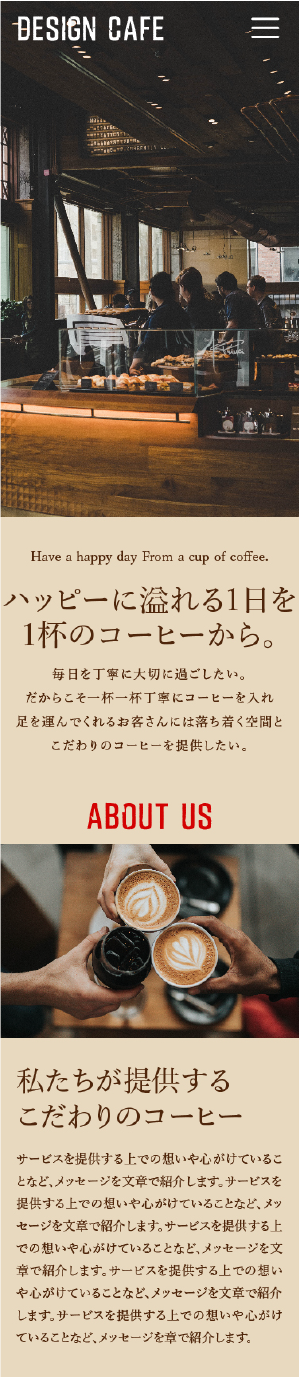 DESIGN CAFE
Have a happy day From a cup of coffee.
ハッピーに溢れる1日を
1杯のコーヒーから。
毎日を丁寧に大切に過ごしたい。
だからこそ一杯一杯丁寧にコーヒーを入れ
足を運んでくれるお客さんには落ち着く空間と
こだわりのコーヒーを提供したい。
ABOUT US
私たちが提供する
こだわりのコーヒー
サービスを提供する上での想いや心がけているこ
となど、メッセージを文章で紹介します。サービスを
提供する上での想いや心がけていることなど、メッ
セージを文章で紹介します。サービスを提供する上
での想いや心がけていることなど、メッセージを文
章で紹介します。サービスを提供する上での想い
や心がけていることなど、メッセージを文章で紹介
します。サービスを提供する上での想いや心がけ
ていることなど、メッセージを章で紹介します。